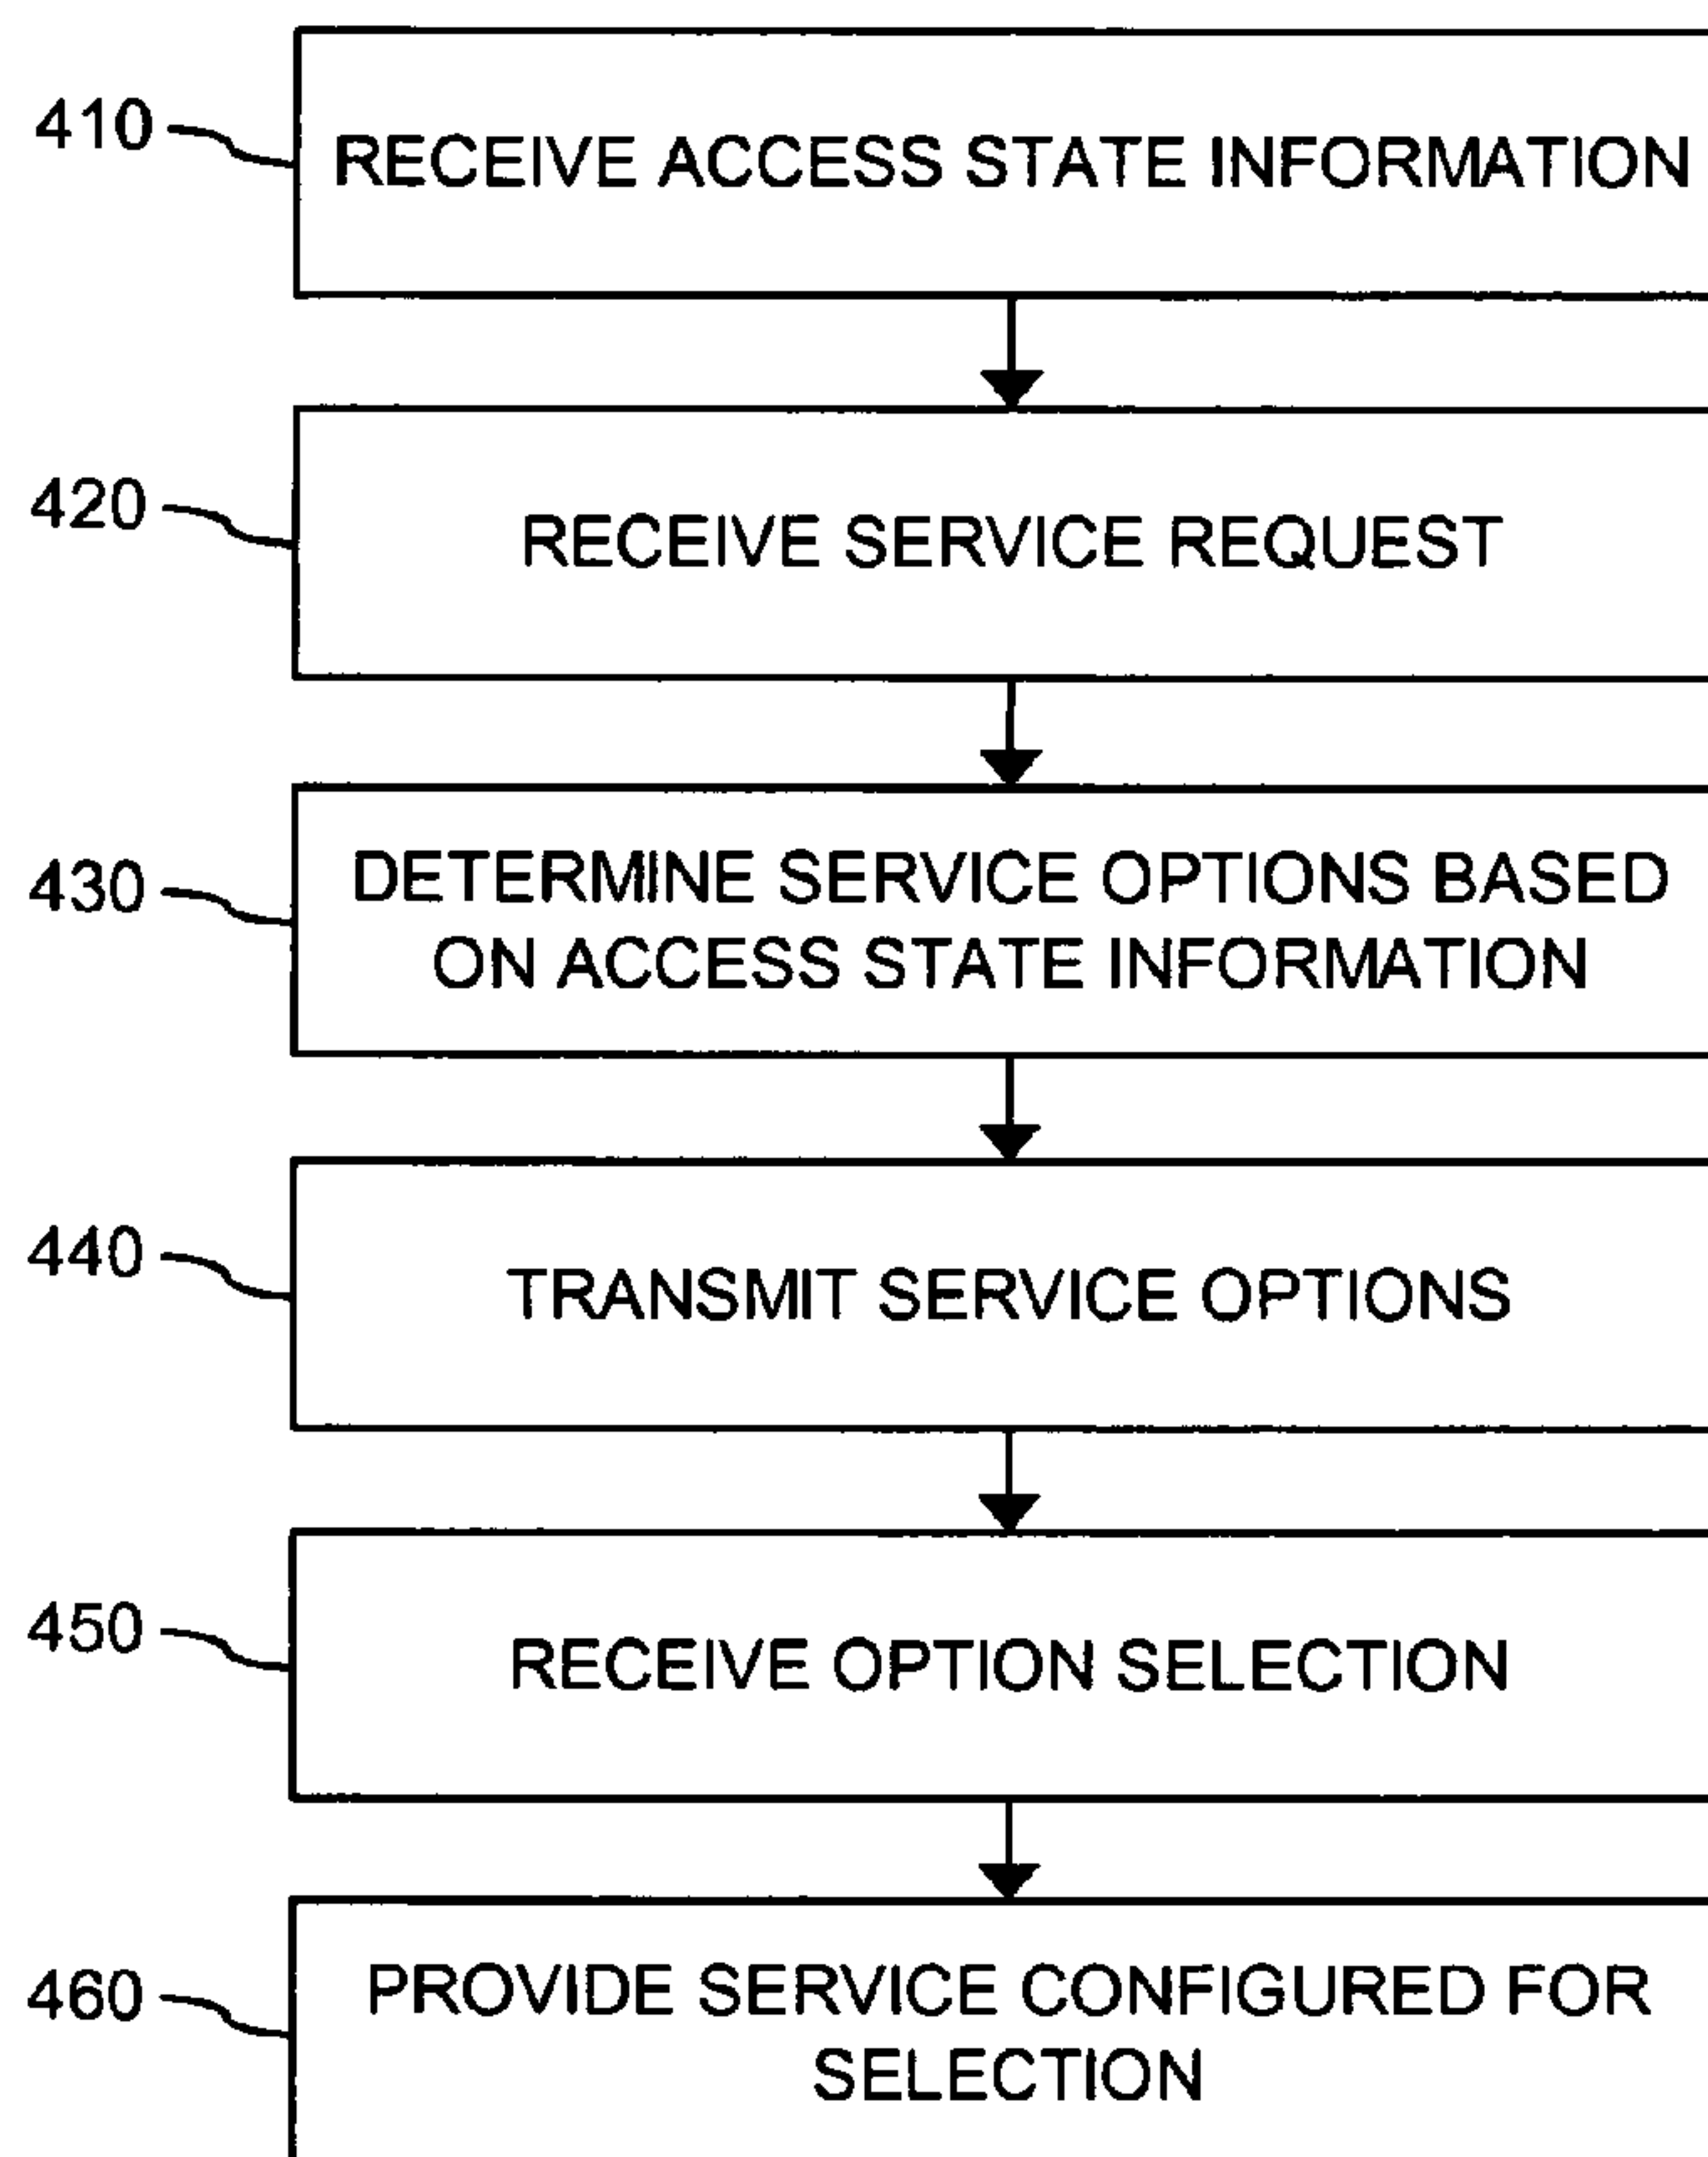 410
RECEIVE ACCESS STATE INFORMATION
420
RECEIVE SERVICE REQUEST
430
DETERMINE SERVICE OPTIONS BASED
ON ACCESS STATE INFORMATION
440
TRANSMIT SERVICE OPTIONS
450
RECEIVE OPTION SELECTION
460
PROVIDE SERVICE CONFIGURED FOR
SELECTION